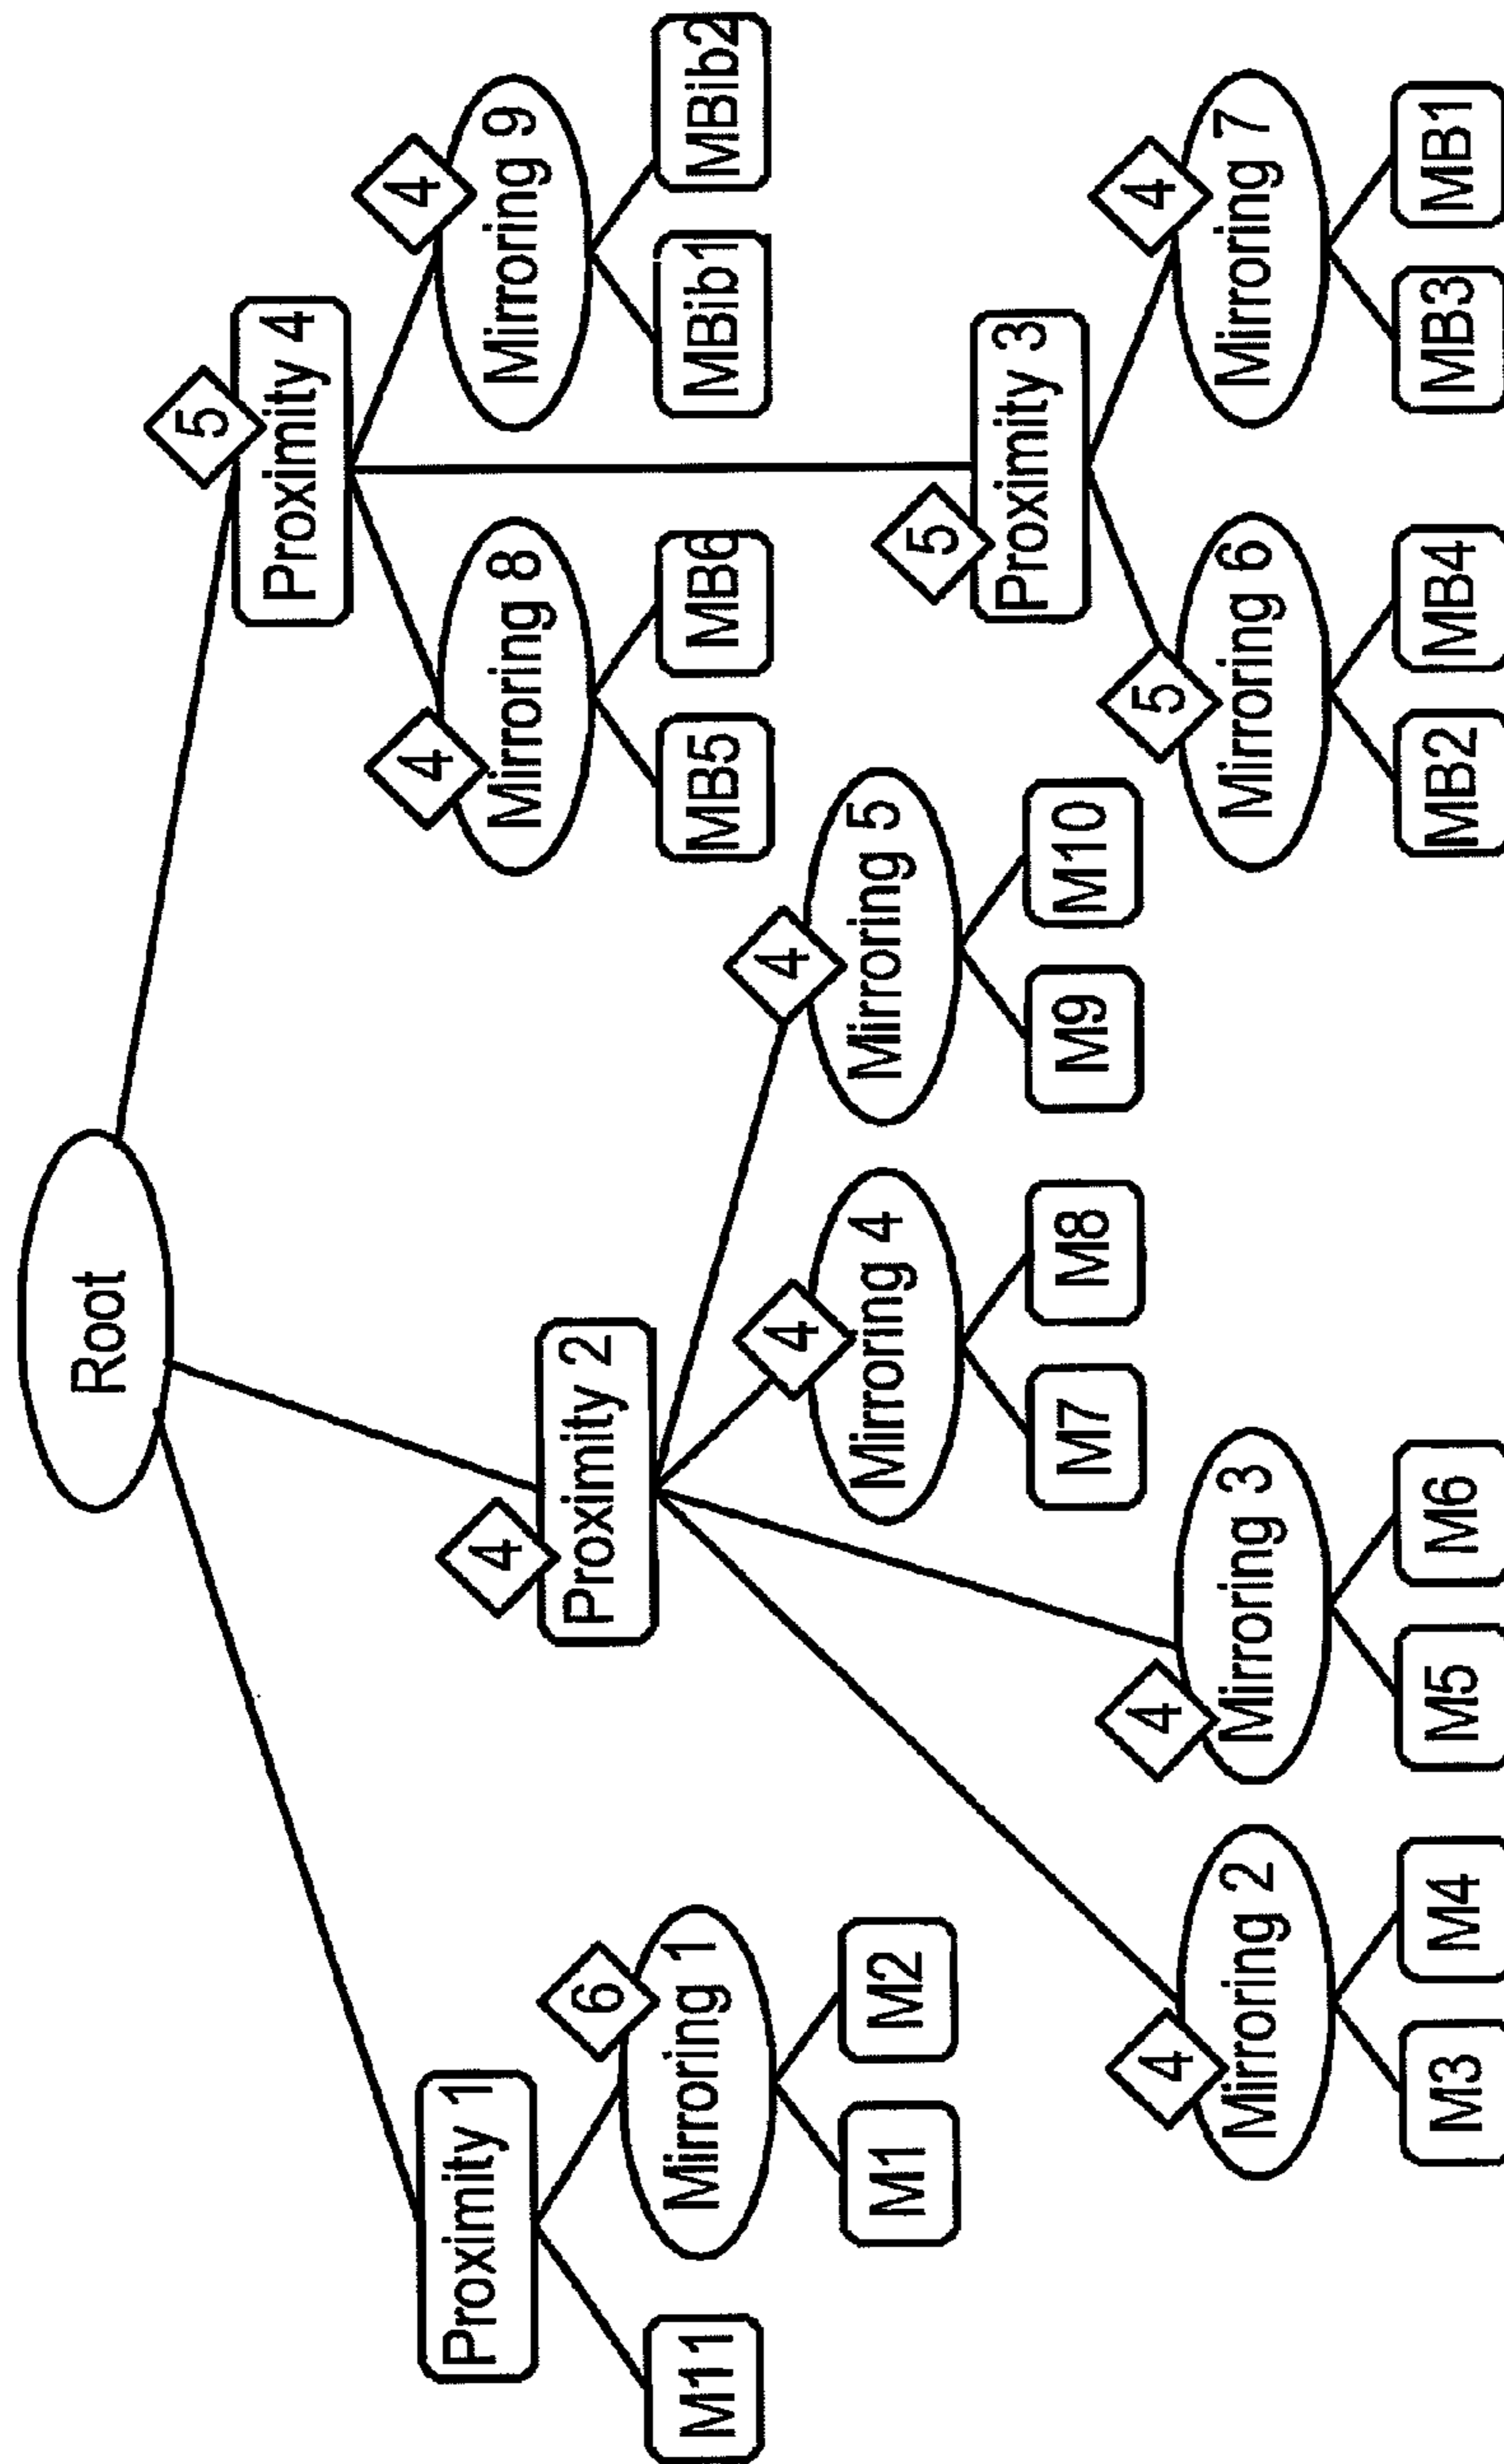 Root
5
Proximity 4
4
Proximity 2
Proximity 1
4
Mirroring 8
4
Mirroring 9
6
Mirroring 1
M11
MB5
MB6
MBib1
MBib2
4
Mirroring 4
4
Mirroring 5
M1
M2
5
Proximity 3
M7
M8
M9
M10
4
Mirroring 2
4
Mirroring 3
5
Mirroring 6
4
Mirroring 7
M3
M4
M5
M6
MB2
MB4
MB3
MB1